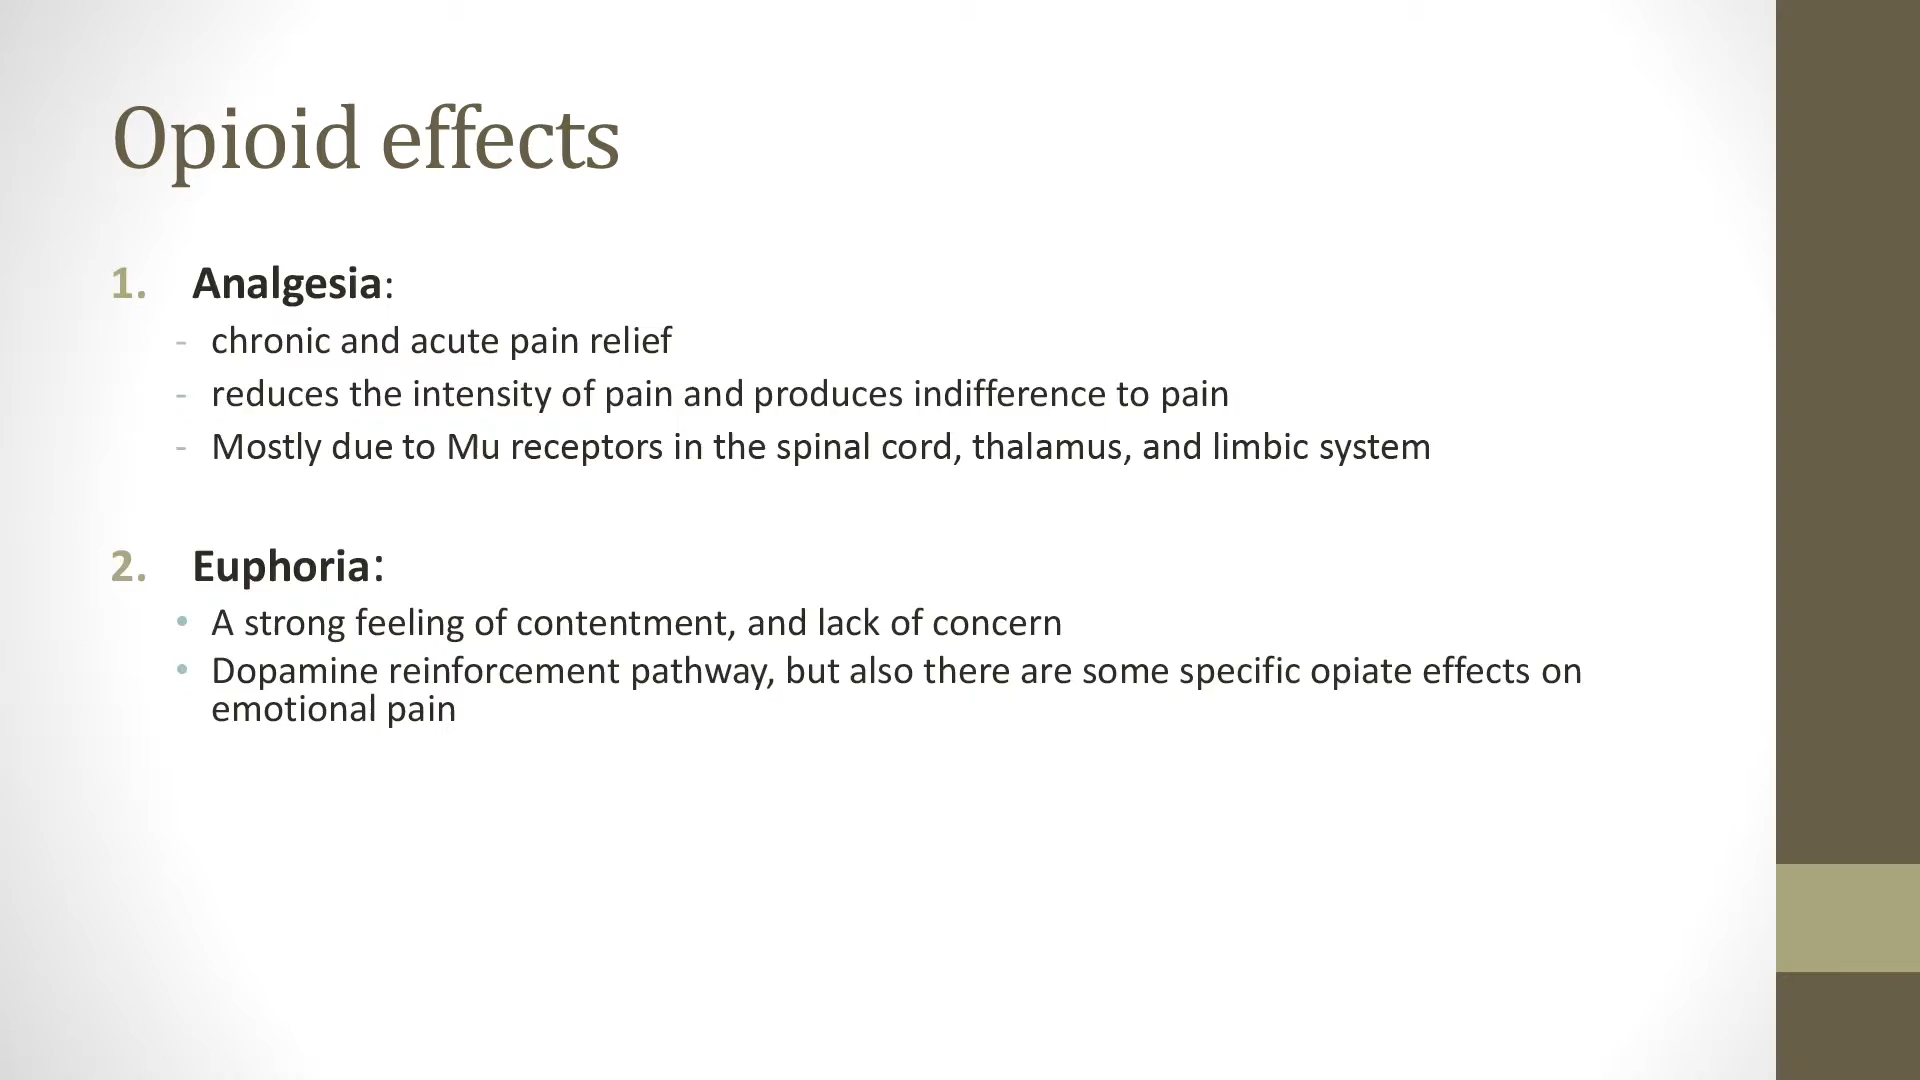 Opioid effects
1. Analgesia:
- chronic and acute pain relief
- reduces the intensity of pain and produces indifference to pain
- Mostly due to Mu receptors in the spinal cord, thalamus, and limbic system
2. Euphoria:
• A strong feeling of contentment, and lack of concern
• Dopamine reinforcement pathway, but also there are some specific opiate effects on
emotional pain